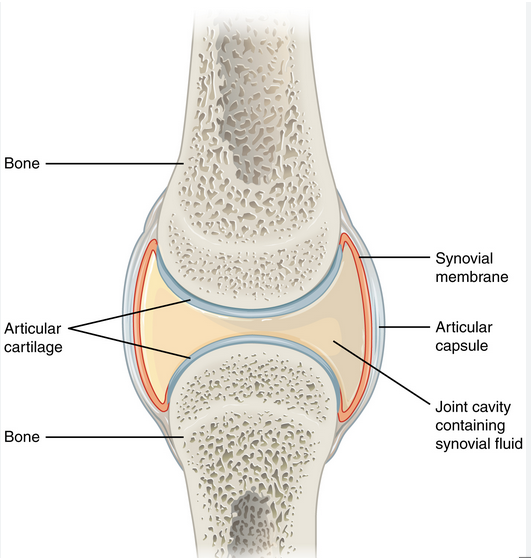 Bone
Articular
cartilage
Bone
Synovial
membrane
Articular
capsule
Joint cavity
containing
synovial fluid